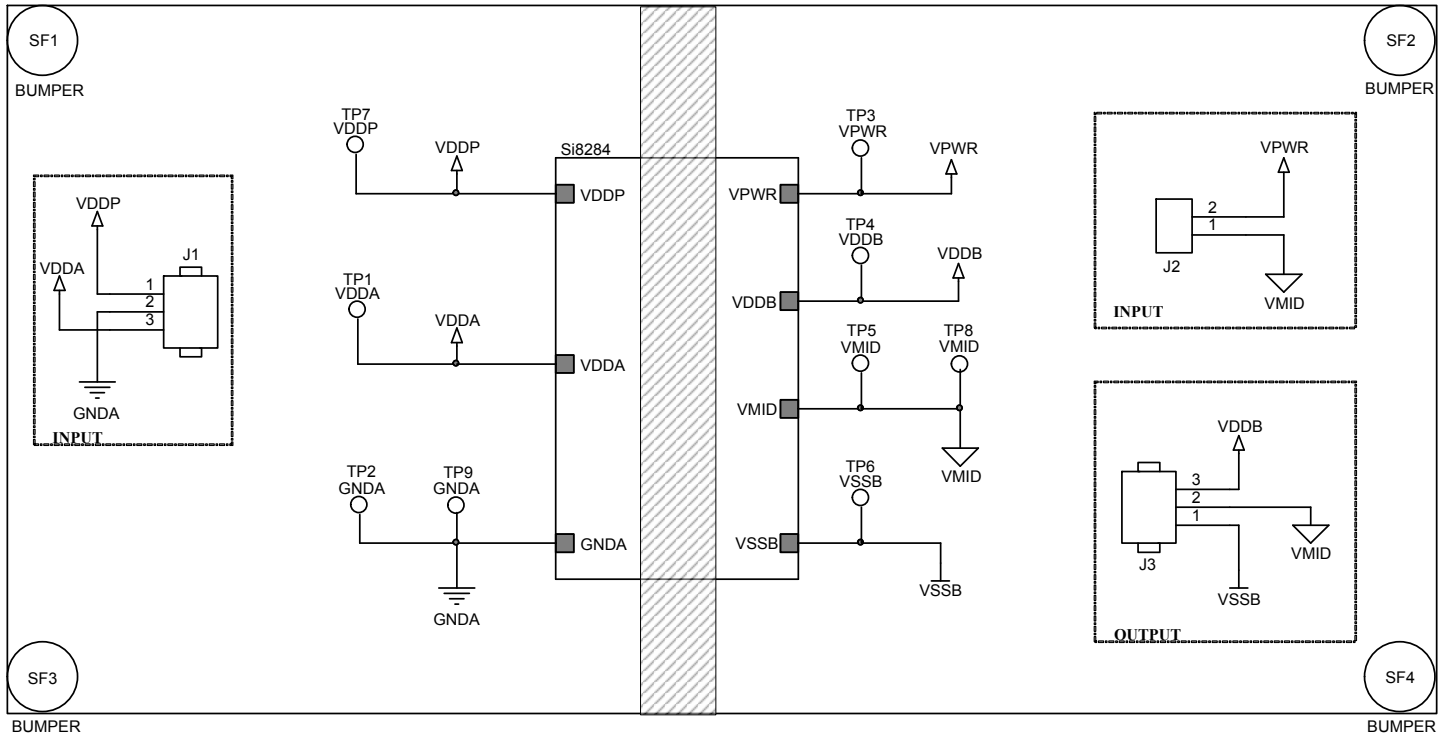 SF1
BUMPER
SF2
BUMPER
VDDP
VDDA
J1
1
2
3
GNDA
INPUT
TP7
VDDP
VDDP
TP1
VDDA
VDDA
TP2
GNDA
TP9
GNDA
GNDA
Si8284
VDDP
VDDA
GNDA
VPWR
VDDB
VMID
VSSB
TP3
VPWR
VPWR
TP4
VDDB
VDDB
TP5
VMID
TP8
VMID
VMID
TP6
VSSB
VSSB
VPWR
2
1
J2
VMID
INPUT
VDDB
3
2
1
J3
VMID
VSSB
OUTPUT
SF3
BUMPER
SF4
BUMPER